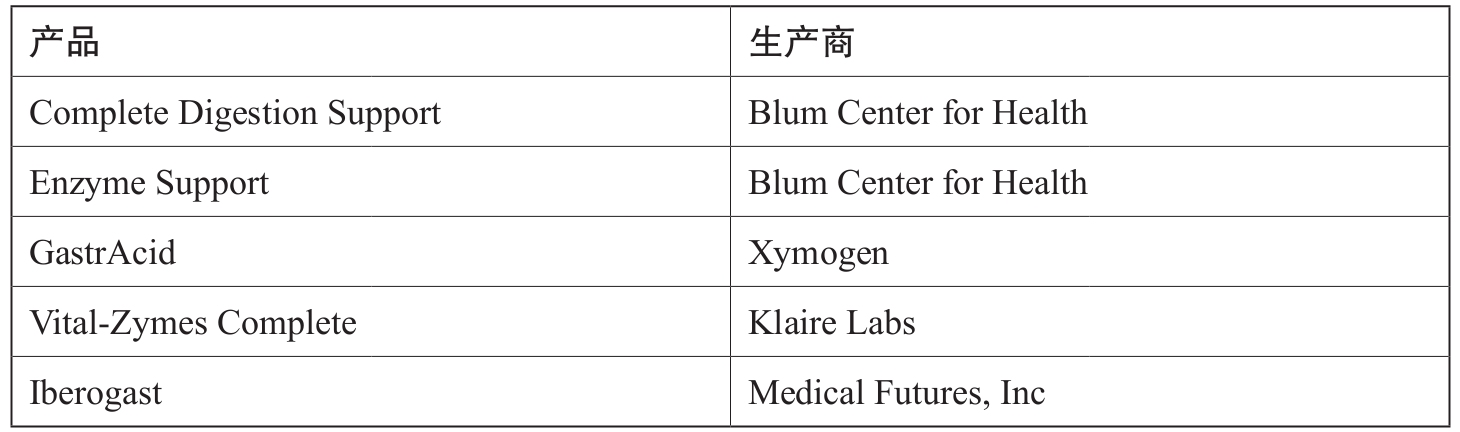 产品 生产商
Complete Digestion Support Blum Center for Health
Enzyme Support Blum Center for Health
GastrAcid Xymogen
Vital-Zymes Complete Klaire Labs
Iberogast Medical Futures, Inc